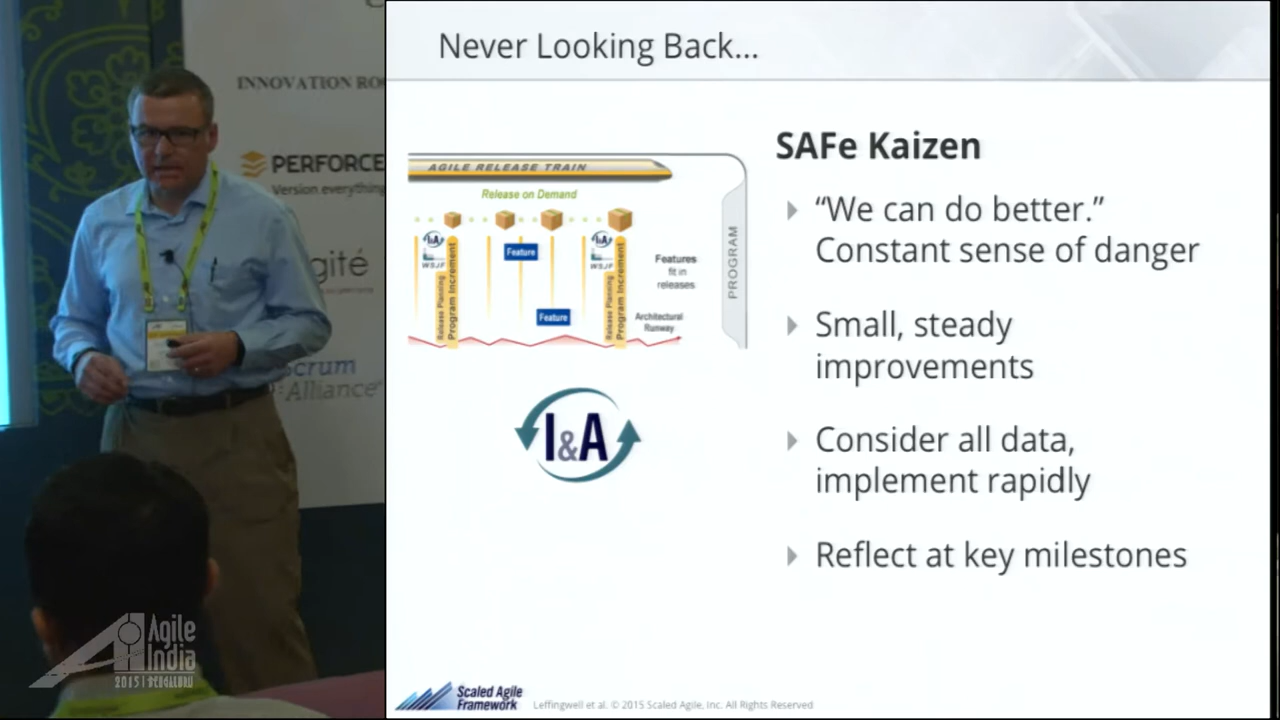 Never Looking Back...
INNOVATION RO
PERFORCE
Version everything
gité
Scrum
Alliance
AGILE RELEASE TRAIN
Release on Demand
I&A
WSJF
Release Planning
Program Increment
Feature
Feature
I&A
WSJF
Release Planning
Program Increment
Features
fit in
releases
Architectural
Runway
PROGRAM
I&A
SAFe Kaizen
“We can do better.”
Constant sense of danger
Small, steady
improvements
Consider all data,
implement rapidly
Reflect at key milestones
Agile
India
2015 | BENGALURU
Scaled Agile
Framework
Leffingwell et al. © 2015 Scaled Agile, Inc. All Rights Reserved